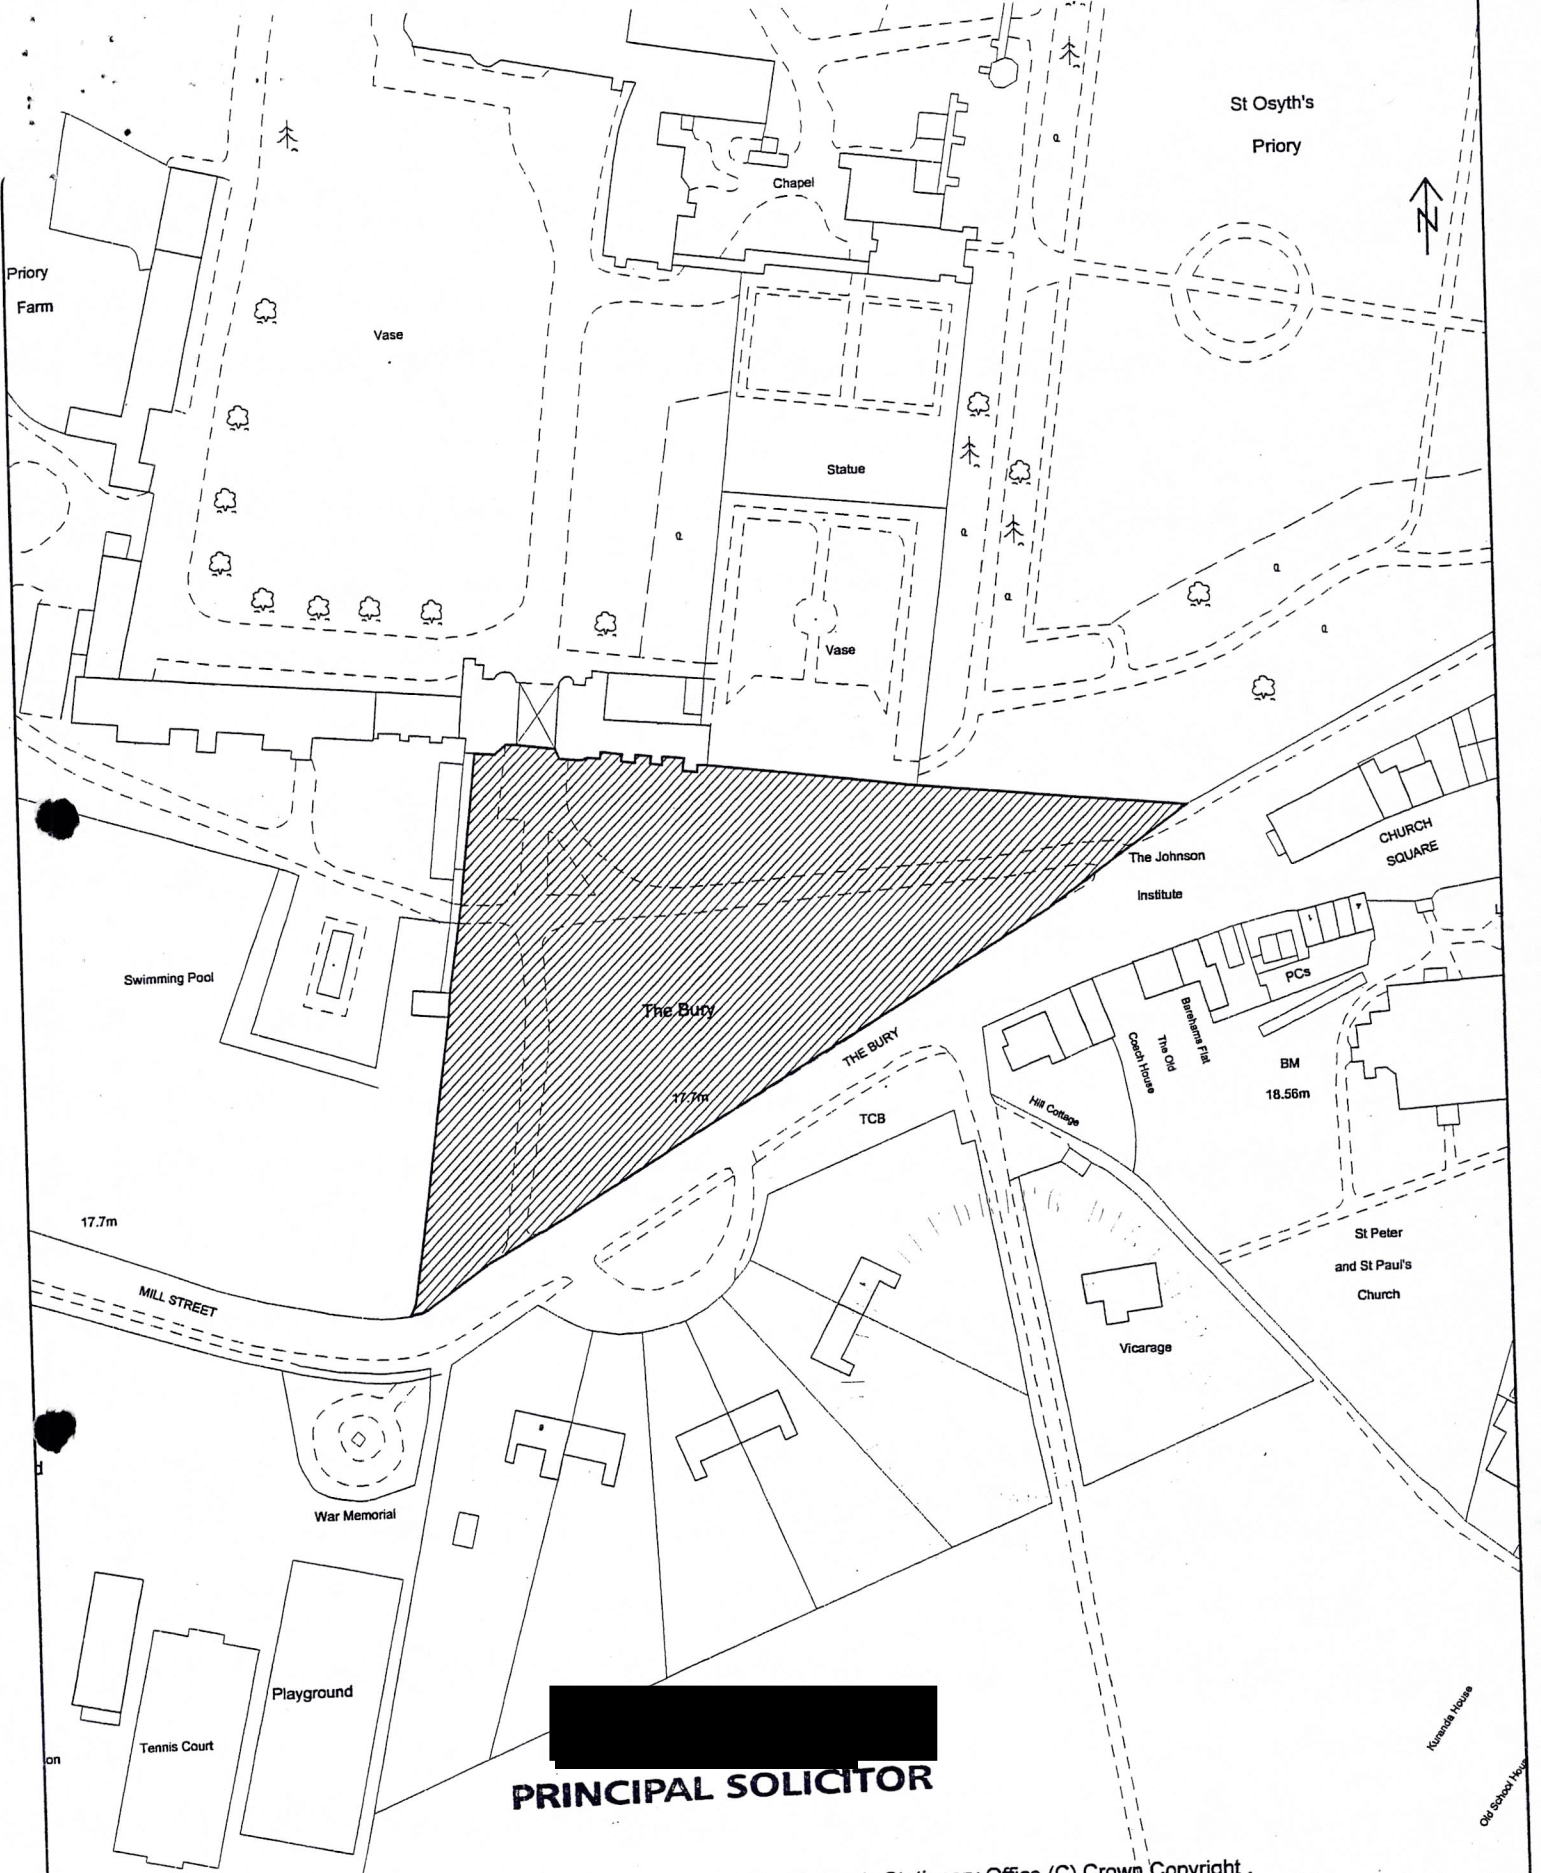 St Osyth's
Priory
N
Chapel
Priory
Farm
Vase
Statue
Vase
CHURCH
SQUARE
The Johnson
Institute
PCs
Swimming Pool
The Bury
THE BURY
Barehams Flat
The Old
Coach House
BM
18.56m
17.7m
Hill Cottage
TCB
17.7m
St Peter
and St Paul's
Church
MILL STREET
Vicarage
War Memorial
Playground
Tennis Court
on
Kuranda House
Old School Hou
PRINCIPAL SOLICITOR
Office (C) Crown Copyright .